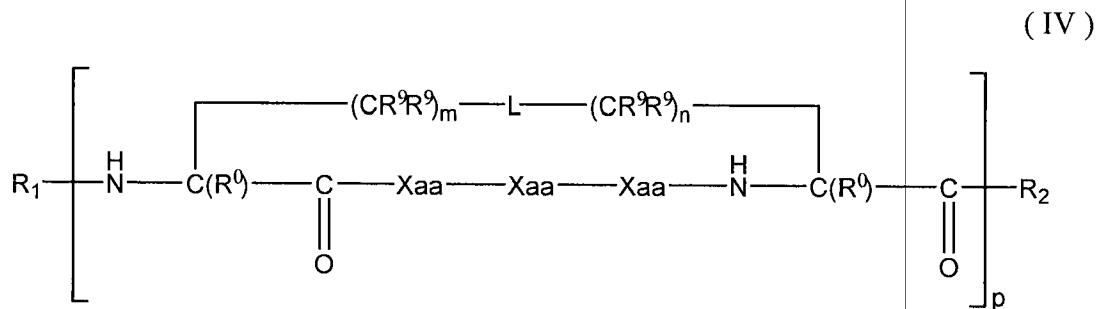 ( IV )
(CR⁹R⁹)m L (CR⁹R⁹)n
R₁ H N C(R⁰) C Xaa Xaa Xaa H N C(R⁰) C R₂
O O
p